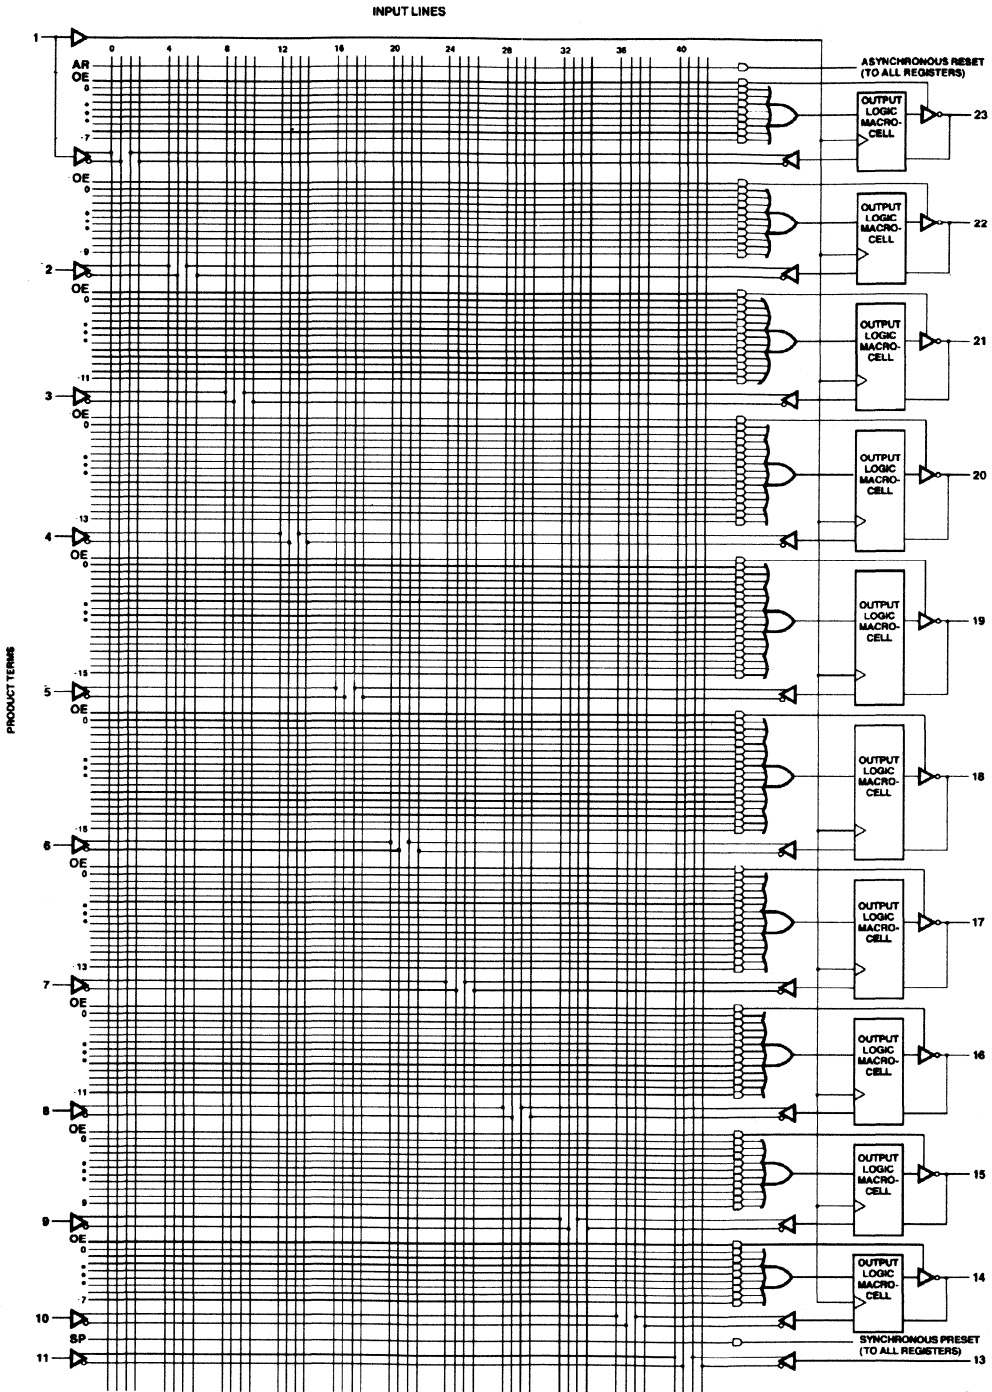 INPUT LINES
1
0 4 8 12 16 20 24 28 32 36 40
AR
ASYNCHRONOUS RESET
(TO ALL REGISTERS)
OE
0
OUTPUT
LOGIC
MACRO-
CELL
23
7
OE
0
OUTPUT
LOGIC
MACRO-
CELL
22
9
2
OE
0
OUTPUT
LOGIC
MACRO-
CELL
21
11
3
OE
0
OUTPUT
LOGIC
MACRO-
CELL
20
13
4
OE
0
OUTPUT
LOGIC
MACRO-
CELL
19
15
PRODUCT TERMS
5
OE
0
OUTPUT
LOGIC
MACRO-
CELL
18
15
6
OE
0
OUTPUT
LOGIC
MACRO-
CELL
17
13
7
OE
0
OUTPUT
LOGIC
MACRO-
CELL
16
11
8
OE
0
OUTPUT
LOGIC
MACRO-
CELL
15
9
9
OE
0
OUTPUT
LOGIC
MACRO-
CELL
14
7
10
SP
SYNCHRONOUS PRESET
(TO ALL REGISTERS)
11
13